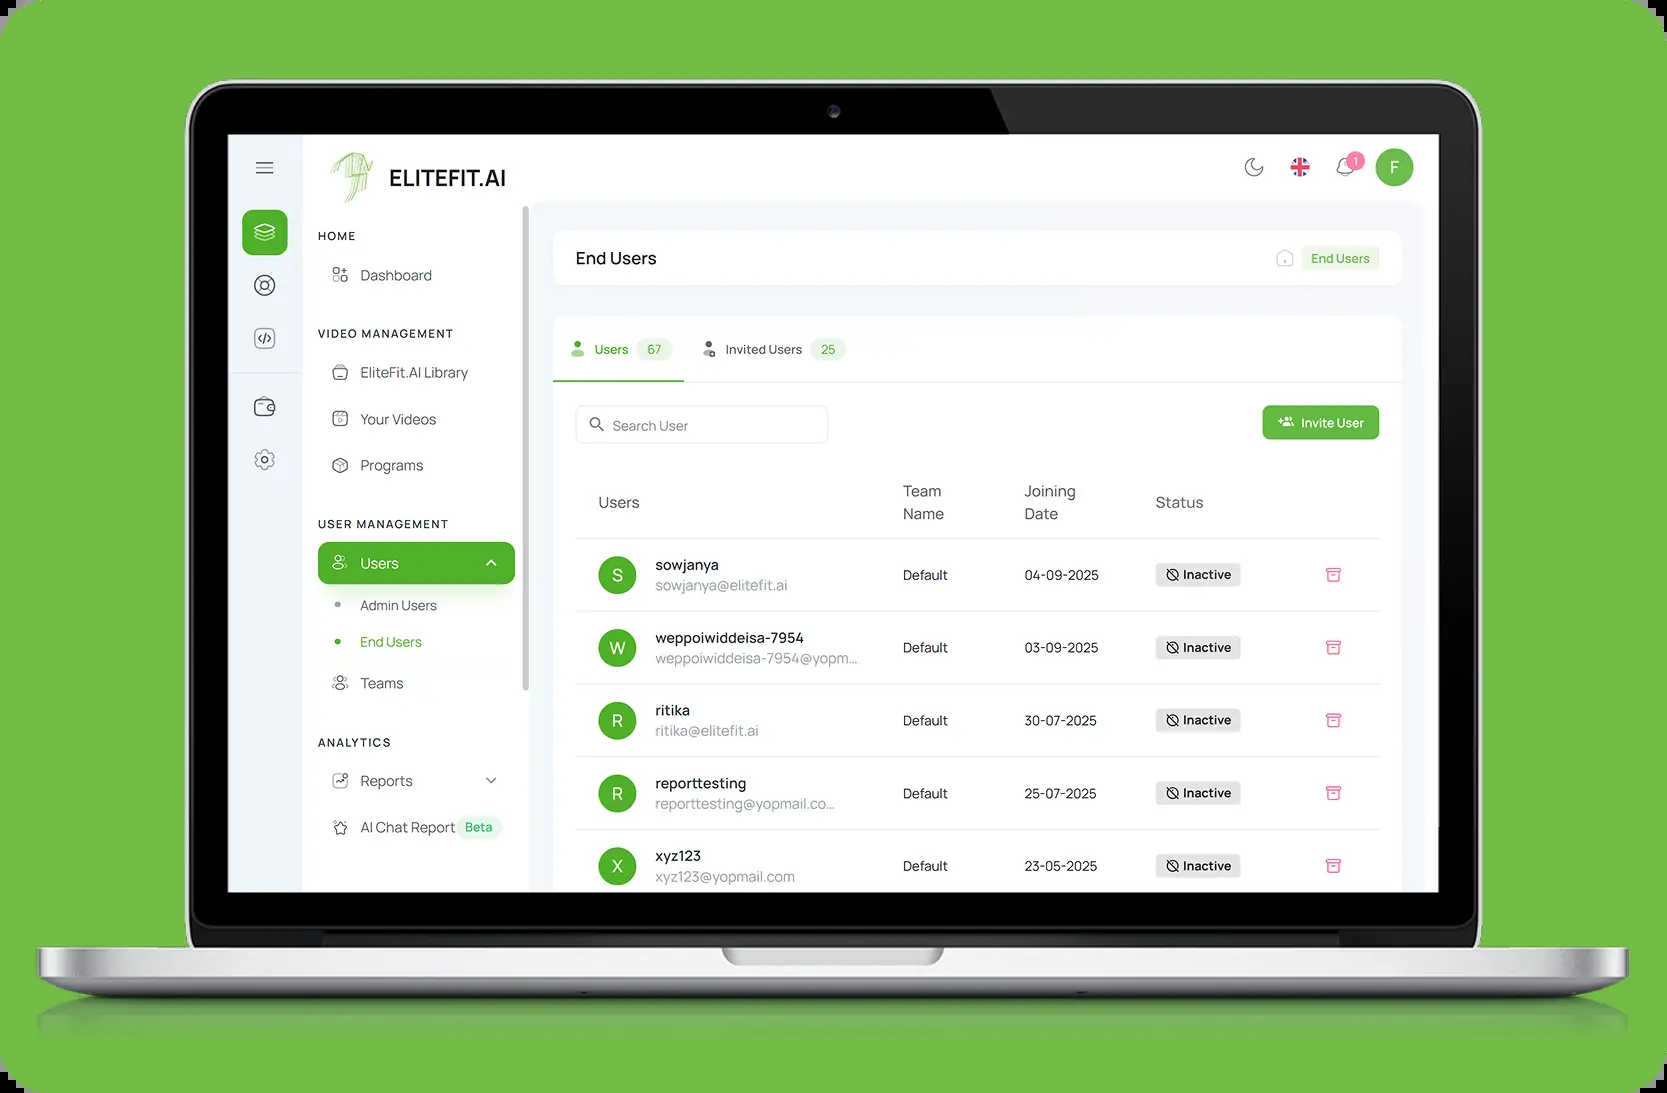 ELITEFIT.AI
1
F
HOME
Dashboard
VIDEO MANAGEMENT
EliteFit.AI Library
Your Videos
Programs
USER MANAGEMENT
Users
Admin Users
End Users
Teams
ANALYTICS
Reports
AI Chat Report Beta
End Users
End Users
Users 67
Invited Users 25
Search User
Invite User
Users
Team Name
Joining Date
Status
S
sowjanya
sowjanya@elitefit.ai
Default
04-09-2025
Inactive
W
weppoiwiddeisa-7954
weppoiwiddeisa-7954@yopm...
Default
03-09-2025
Inactive
R
ritika
ritika@elitefit.ai
Default
30-07-2025
Inactive
R
reporttesting
reporttesting@yopmail.co...
Default
25-07-2025
Inactive
X
xyz123
xyz123@yopmail.com
Default
23-05-2025
Inactive